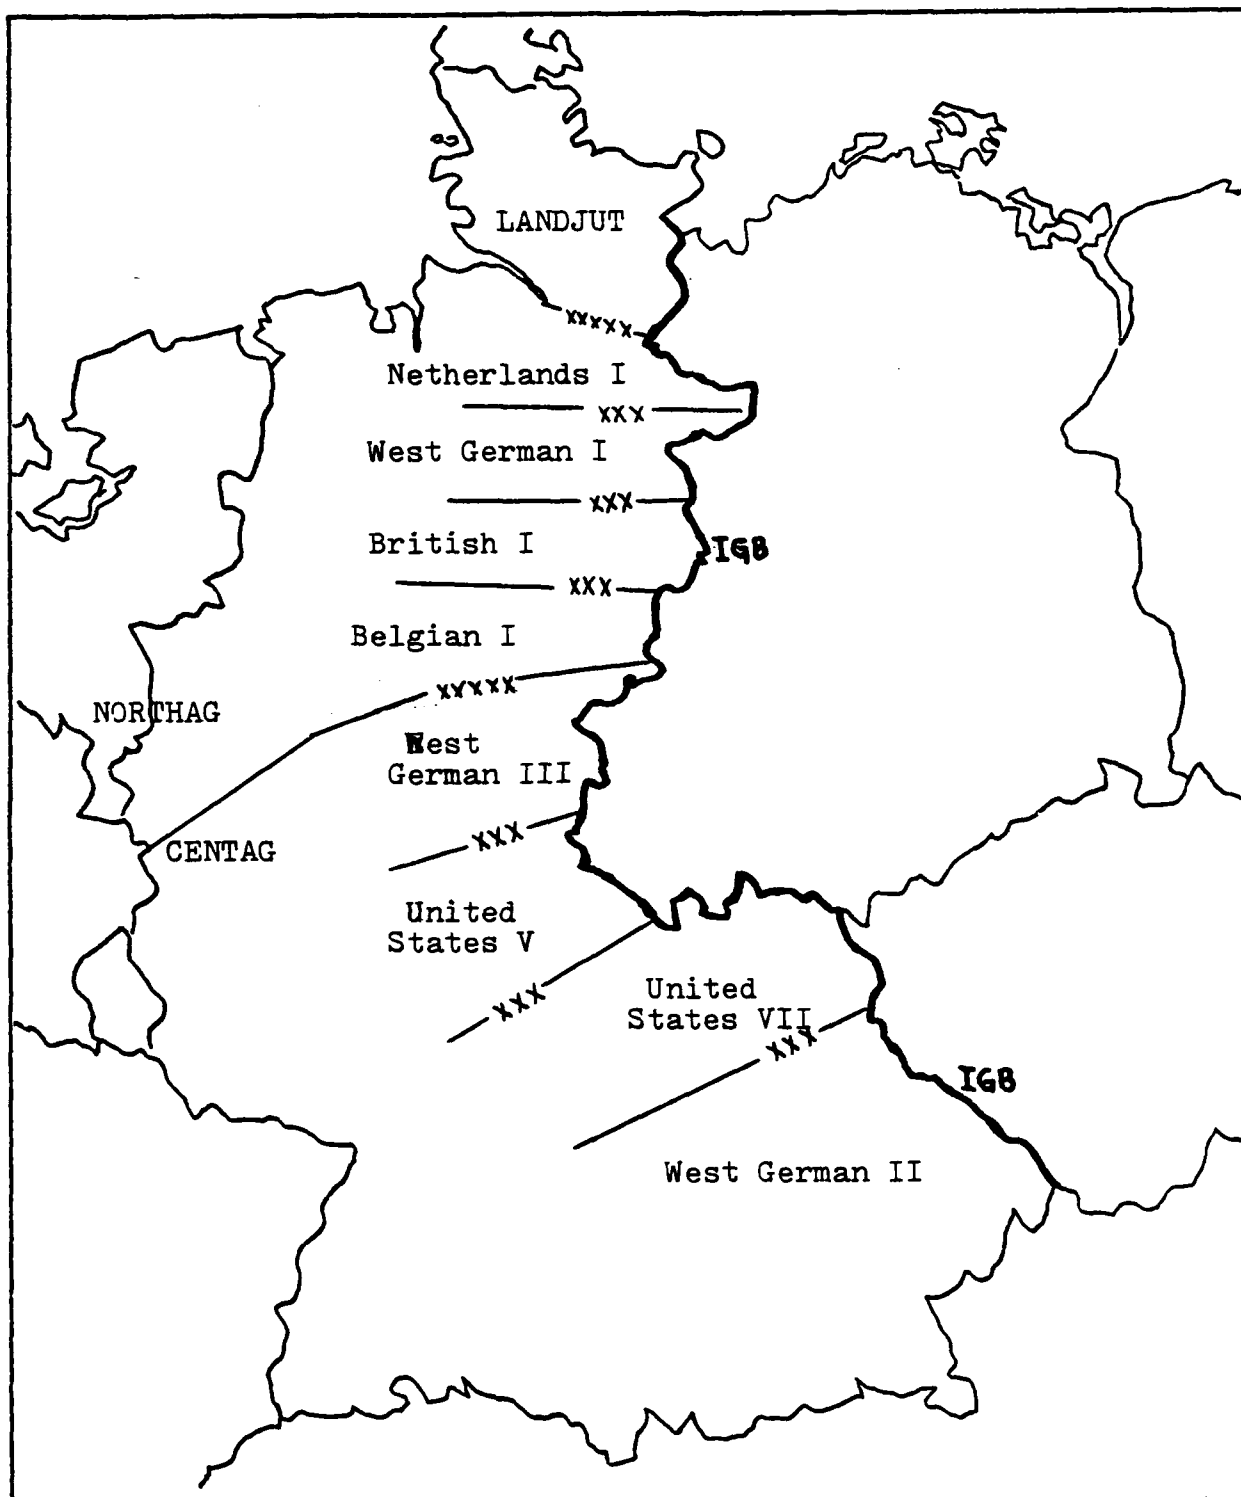 LANDJUT
xxxxx
Netherlands I
xxx
West German I
xxx
IGB
British I
xxx
Belgian I
xxxxx
NORTHAG
West
German III
xxx
CENTAG
United
States V
xxx
United
States VII
xxx
IGB
West German II